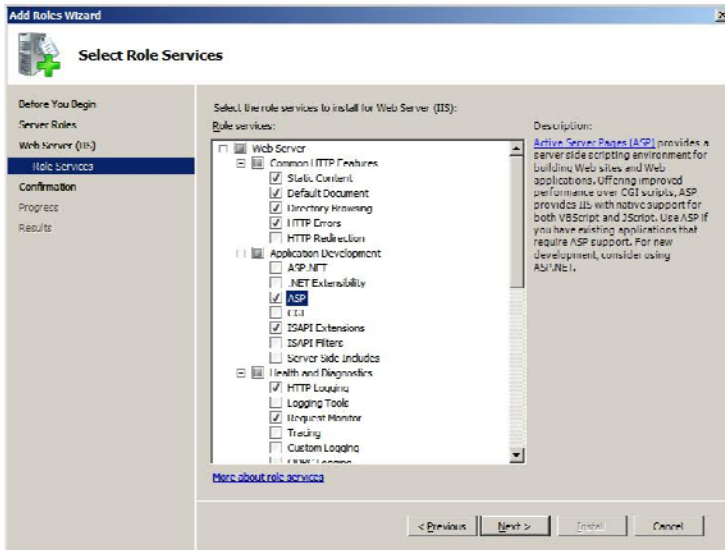 Add Roles Wizard
Select Role Services
Before You Begin
Server Roles
Web Server (IIS)
Role Services
Confirmation
Progress
Results
Select the role services to install for Web Server (IIS):
Role services:
Web Server
Common HTTP Features
Static Content
Default Document
Directory Browsing
HTTP Errors
HTTP Redirection
Application Development
ASP.NET
.NET Extensibility
ASP
CGI
ISAPI Extensions
ISAPI Filters
Server Side Includes
Health and Diagnostics
HTTP Logging
Logging Tools
Request Monitor
Tracing
Custom Logging
ODBC Logging
More about role services
Description:
Active Server Pages (ASP) provides a
server side scripting environment for
building Web sites and Web
applications. Offering improved
performance over CGI scripts, ASP
provides IIS with native support for
both VBScript and JScript. Use ASP if
you have existing applications that
require ASP support. For new
development, consider using
ASP.NET.
< Previous
Next >
Install
Cancel